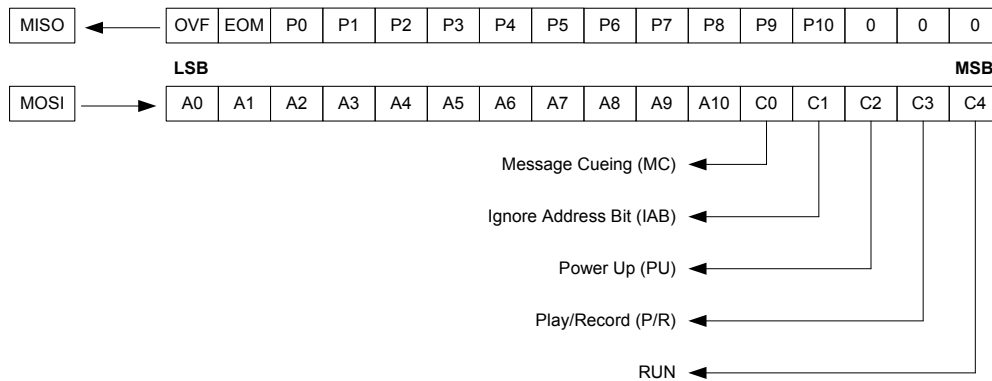 MISO OVF EOM P0 P1 P2 P3 P4 P5 P6 P7 P8 P9 P10 0 0 0
LSB MSB
MOSI A0 A1 A2 A3 A4 A5 A6 A7 A8 A9 A10 C0 C1 C2 C3 C4
Message Cueing (MC)
Ignore Address Bit (IAB)
Power Up (PU)
Play/Record (P/R)
RUN